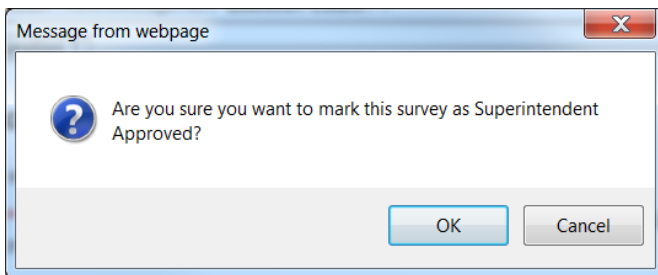 Message from webpage
X
Are you sure you want to mark this survey as Superintendent
Approved?
OK
Cancel